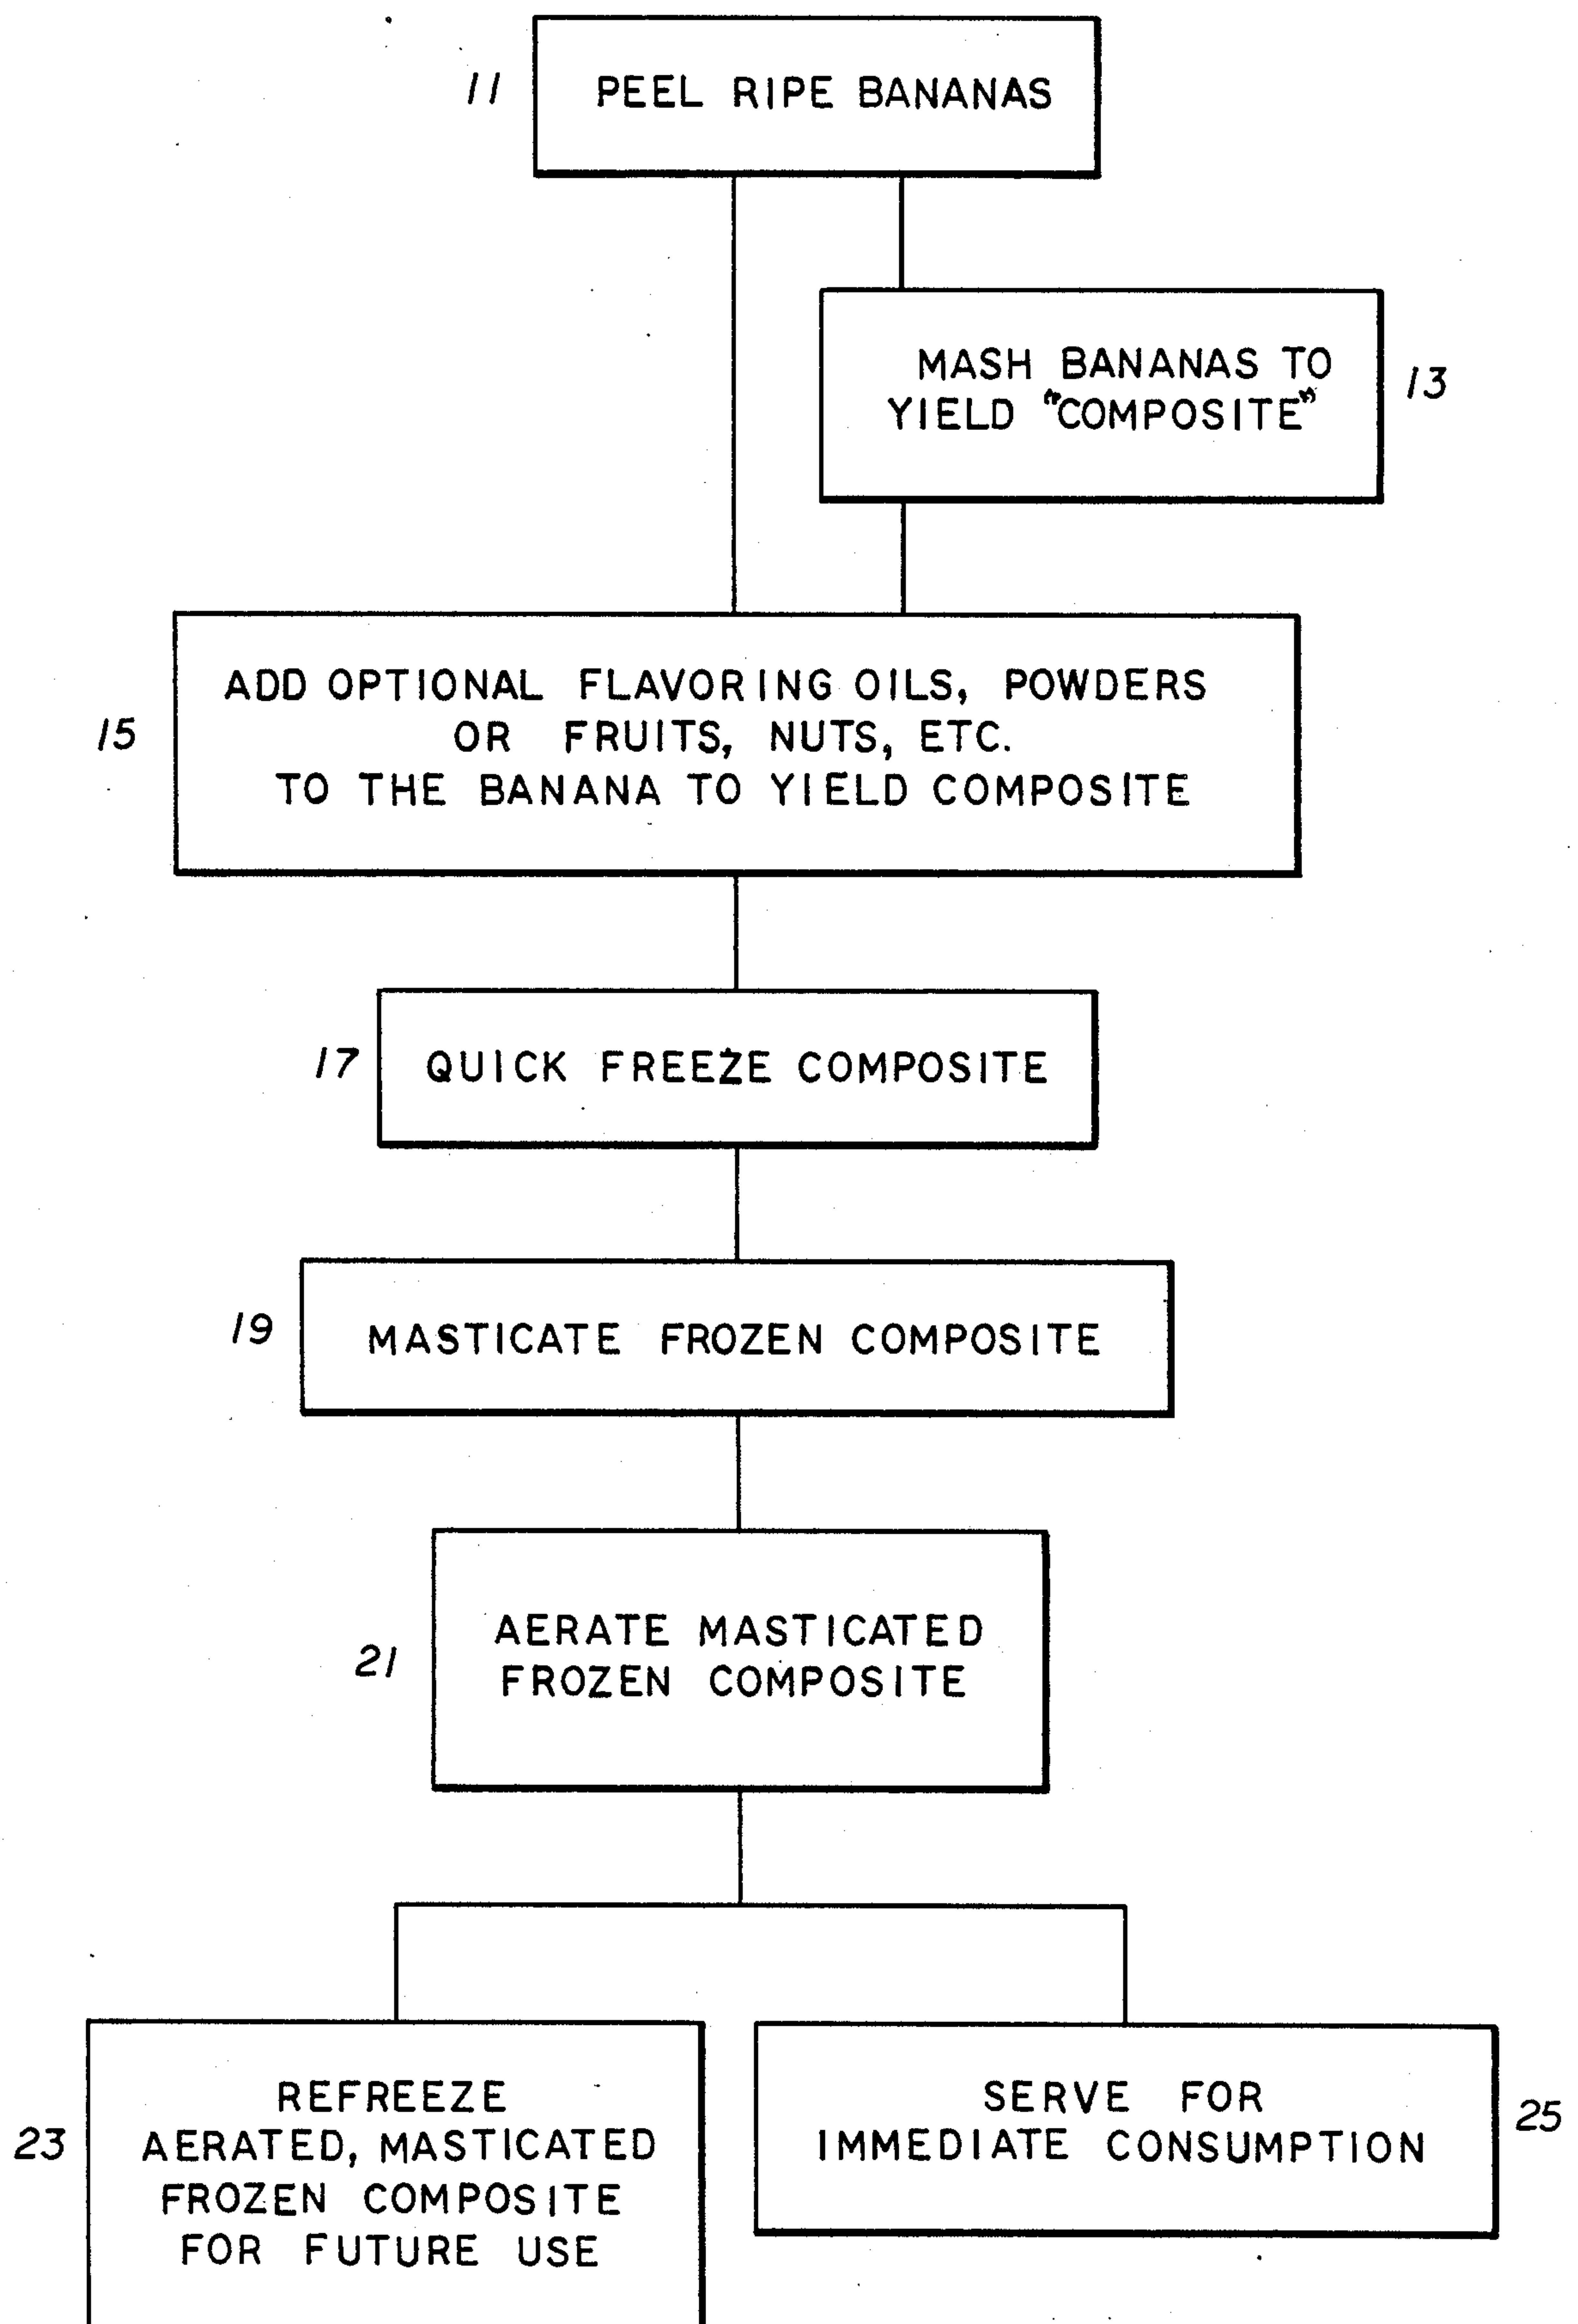 11
PEEL RIPE BANANAS
MASH BANANAS TO
YIELD "COMPOSITE"
13
15
ADD OPTIONAL FLAVORING OILS, POWDERS
OR FRUITS, NUTS, ETC.
TO THE BANANA TO YIELD COMPOSITE
17
QUICK FREEZE COMPOSITE
19
MASTICATE FROZEN COMPOSITE
21
AERATE MASTICATED
FROZEN COMPOSITE
23
REFREEZE
AERATED, MASTICATED
FROZEN COMPOSITE
FOR FUTURE USE
SERVE FOR
IMMEDIATE CONSUMPTION
25